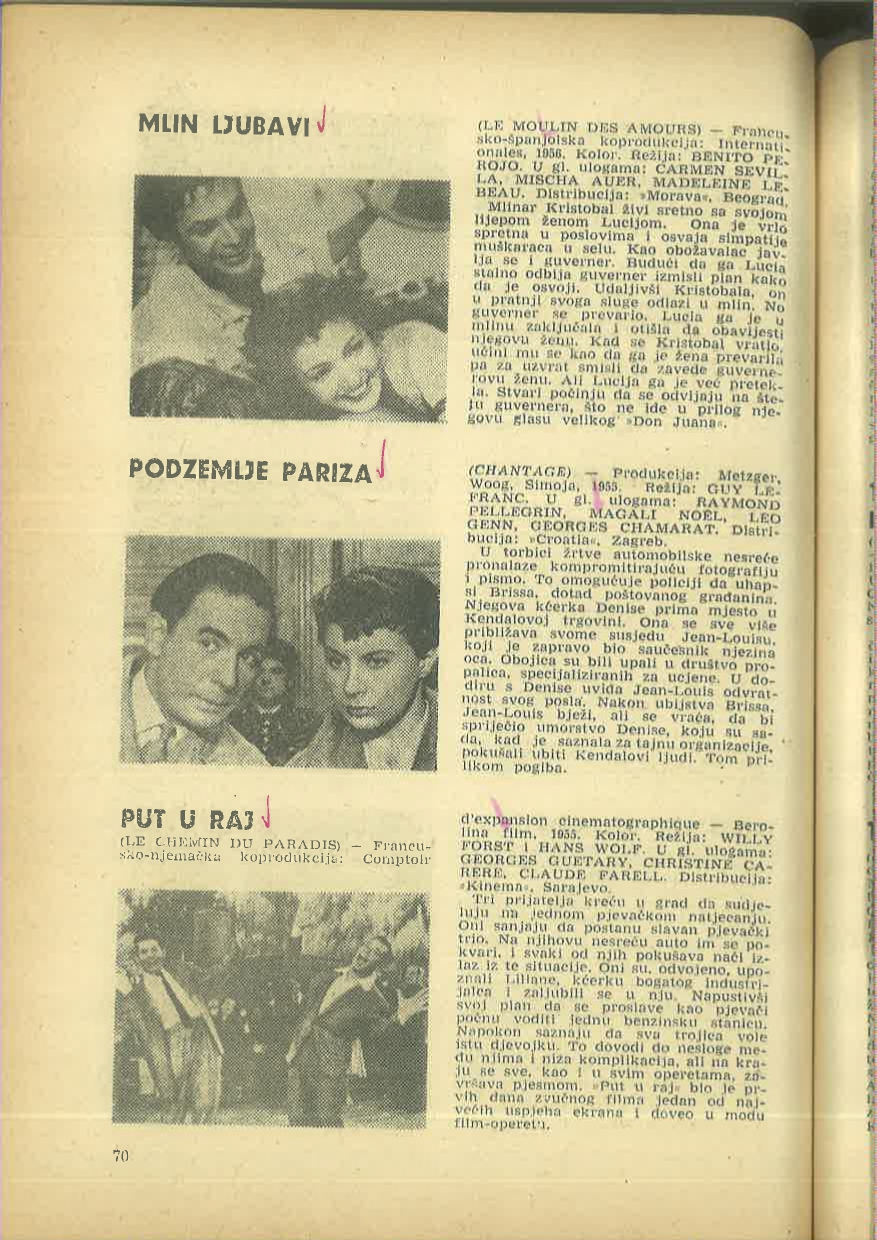 MLIN LJUBAVI
(LE MOULIN DES AMOURS) — Francu-
sko-španjolska koprodukcija: Internati-
onales, 1956. Kolor. Režija: BENITO PE-
ROJO. U gl. ulogama: CARMEN SEVIL-
LA, MISCHA AUER, MADELEINE LE-
BEAU. Distribucija: »Morava«, Beograd.
Mlinar Kristobal živi sretno sa svojom
lijepom ženom Lucijom. Ona je vrlo
spretna u poslovima i osvaja simpatije
muškaraca u selu. Kao obožavalac jav-
lja se i guverner. Budući da ga Lucia
stalno odbija guverner izmisli plan kako
da je osvoji. Udaljivši Kristobala, on
u pratnji svoga sluge odlazi u mlin. No
guverner se prevario. Lucia ga je u
mlinu zaključala i otišla da obavijesti
njegovu ženu. Kad se Kristobal vratio,
učini mu se kao da ga je žena prevarila
pa za uzvrat smisli da zavede guverne-
rovu ženu. Ali Lucija ga je već pretek-
la. Stvari počinju da se odvijaju na šte-
tu guvernera, što ne ide u prilog nje-
govu glasu velikog »Don Juana«.
PODZEMLJE PARIZA
(CHANTAGE) — Produkcija: Metzger,
Woog, Simoja, 1955. Režija: GUY LE-
FRANC. U gl. ulogama: RAYMOND
PELLEGRIN, MAGALI NOËL, LEO
GENN, GEORGES CHAMARAT. Distri-
bucija: »Croatia«, Zagreb.
U torbici žrtve automobilske nesreće
pronalaze kompromitirajuću fotografiju
i pismo. To omogućuje policiji da uhap-
si Brissa, dotad poštovanog građanina.
Njegova kćerka Denise prima mjesto u
Kendalovoj trgovini. Ona se sve više
približava svome susjedu Jean-Louisu,
koji je zapravo bio saučesnik njezina
oca. Obojica su bili upali u društvo pro-
palica, specijaliziranih za ucjene. U do-
diru s Denise uviđa Jean-Louis odvrat-
nost svog posla. Nakon ubijstva Brissa,
Jean-Louis bježi, ali se vraća, da bi
spriječio umorstvo Denise, koju su sa-
da, kad je saznala za tajnu organizacije,
pokušali ubiti Kendalovi ljudi. Tom pri-
likom pogiba.
PUT U RAJ
(LE CHEMIN DU PARADIS) — Francu-
sko-njemačka koprodukcija: Comptoir
d'expansion cinematographique — Bero-
lina film, 1955. Kolor. Režija: WILLY
FORST i HANS WOLF. U gl. ulogama:
GEORGES GUETARY, CHRISTINE CA-
RERE, CLAUDE FARELL. Distribucija:
»Kinema«, Sarajevo.
Tri prijatelja kreću u grad da sudje-
luju na jednom pjevačkom natjecanju.
Oni sanjaju da postanu slavan pjevački
trio. Na njihovu nesreću auto im se po-
kvari, i svaki od njih pokušava naći iz-
laz iz te situacije. Oni su, odvojeno, upo-
znali Liliane, kćerku bogatog industri-
jalca i zaljubili se u nju. Napustivši
svoj plan da se proslave kao pjevači
počnu voditi jednu benzinsku stanicu.
Napokon saznaju da sva trojica vole
istu djevojku. To dovodi do nesloge me-
đu njima i niza komplikacija, ali na kra-
ju se sve, kao i u svim operetama, za-
vršava pjesmom. »Put u raj« bio je pr-
vih dana zvučnog filma jedan od naj-
većih uspjeha ekrana i doveo u modu
film-operetu.
70